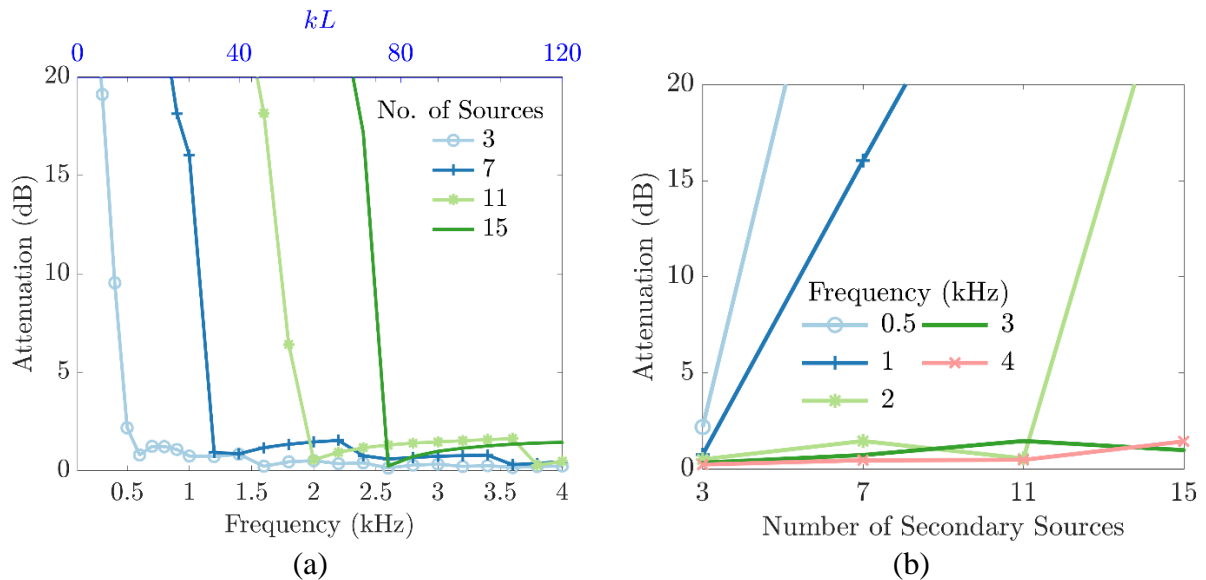 kL
0 40 80 120
20
15
10
5
0
Attenuation (dB)
No. of Sources
3
7
11
15
0.5 1 1.5 2 2.5 3 3.5 4
Frequency (kHz)
(a)
20
15
10
5
0
Attenuation (dB)
Frequency (kHz)
0.5 3
1 4
2
3 7 11 15
Number of Secondary Sources
(b)